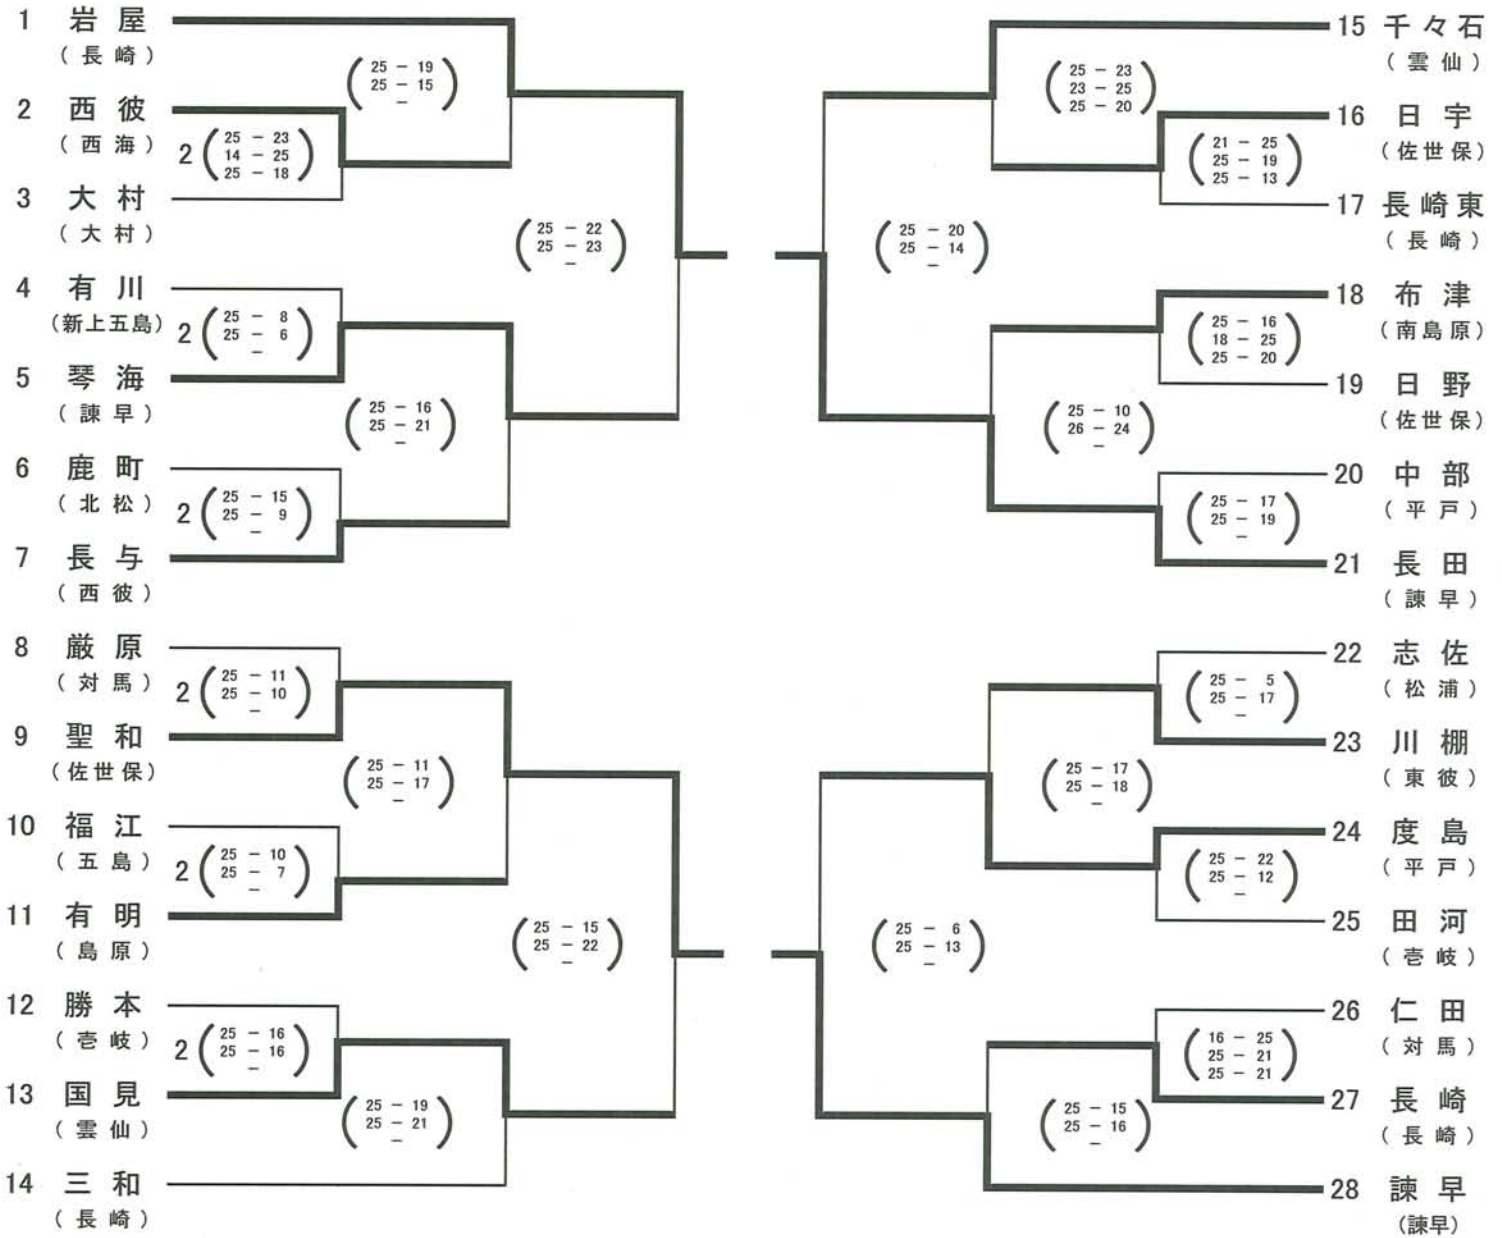 1 岩屋
(長崎)
2 西彼
(西海)
3 大村
(大村)
4 有川
(新上五島)
5 琴海
(諫早)
6 鹿町
(北松)
7 長与
(西彼)
8 厳原
(対馬)
9 聖和
(佐世保)
10 福江
(五島)
11 有明
(島原)
12 勝本
(壱岐)
13 国見
(雲仙)
14 三和
(長崎)
2
25 - 23
14 - 25
25 - 18
2
25 - 8
25 - 6
-
2
25 - 15
25 - 9
-
2
25 - 11
25 - 10
-
2
25 - 10
25 - 7
-
2
25 - 16
25 - 16
-
25 - 19
25 - 15
-
25 - 16
25 - 21
-
25 - 11
25 - 17
-
25 - 19
25 - 21
-
25 - 22
25 - 23
-
25 - 15
25 - 22
-
25 - 20
25 - 14
-
25 - 6
25 - 13
-
25 - 23
23 - 25
25 - 20
25 - 10
26 - 24
-
25 - 17
25 - 18
-
25 - 15
25 - 16
-
21 - 25
25 - 19
25 - 13
25 - 16
18 - 25
25 - 20
25 - 17
25 - 19
-
25 - 5
25 - 17
-
25 - 22
25 - 12
-
16 - 25
25 - 21
25 - 21
15 千々石
(雲仙)
16 日宇
(佐世保)
17 長崎東
(長崎)
18 布津
(南島原)
19 日野
(佐世保)
20 中部
(平戸)
21 長田
(諫早)
22 志佐
(松浦)
23 川棚
(東彼)
24 度島
(平戸)
25 田河
(壱岐)
26 仁田
(対馬)
27 長崎
(長崎)
28 諫早
(諫早)